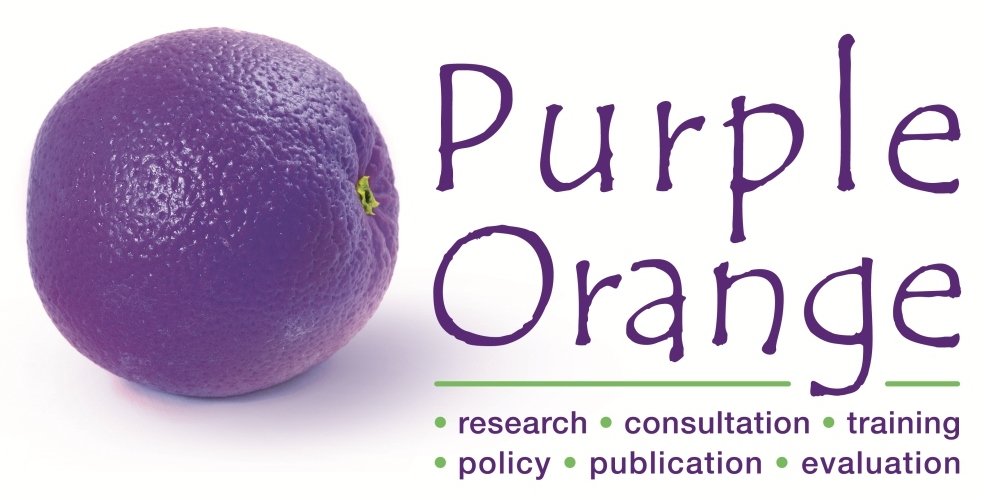 Purple
Orange
• research • consultation • training
• policy • publication • evaluation